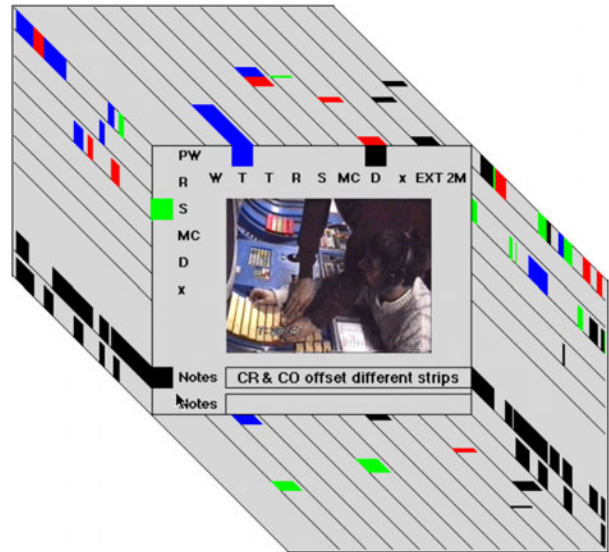 PW
W T T R S MC D x EXT 2M
R
S
MC
D
x
Notes CR & CO offset different strips
Notes